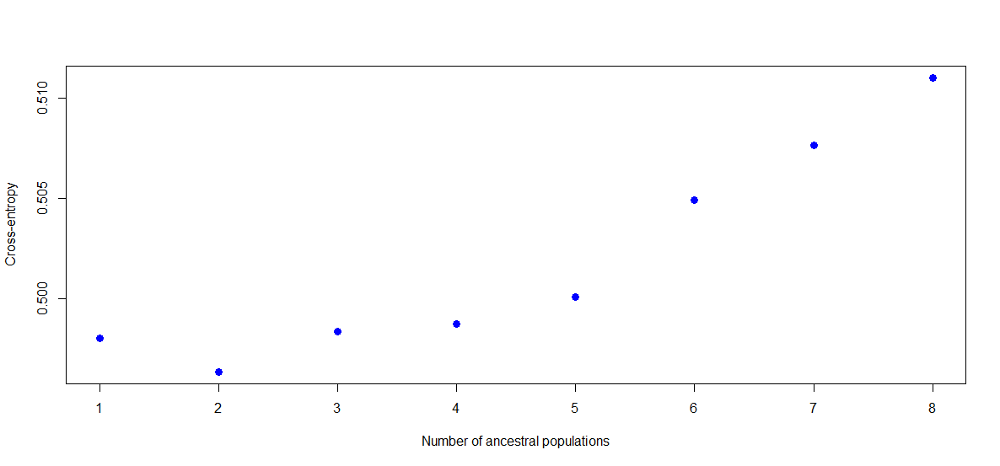 Cross-entropy
0.510
0.505
0.500
1 2 3 4 5 6 7 8
Number of ancestral populations